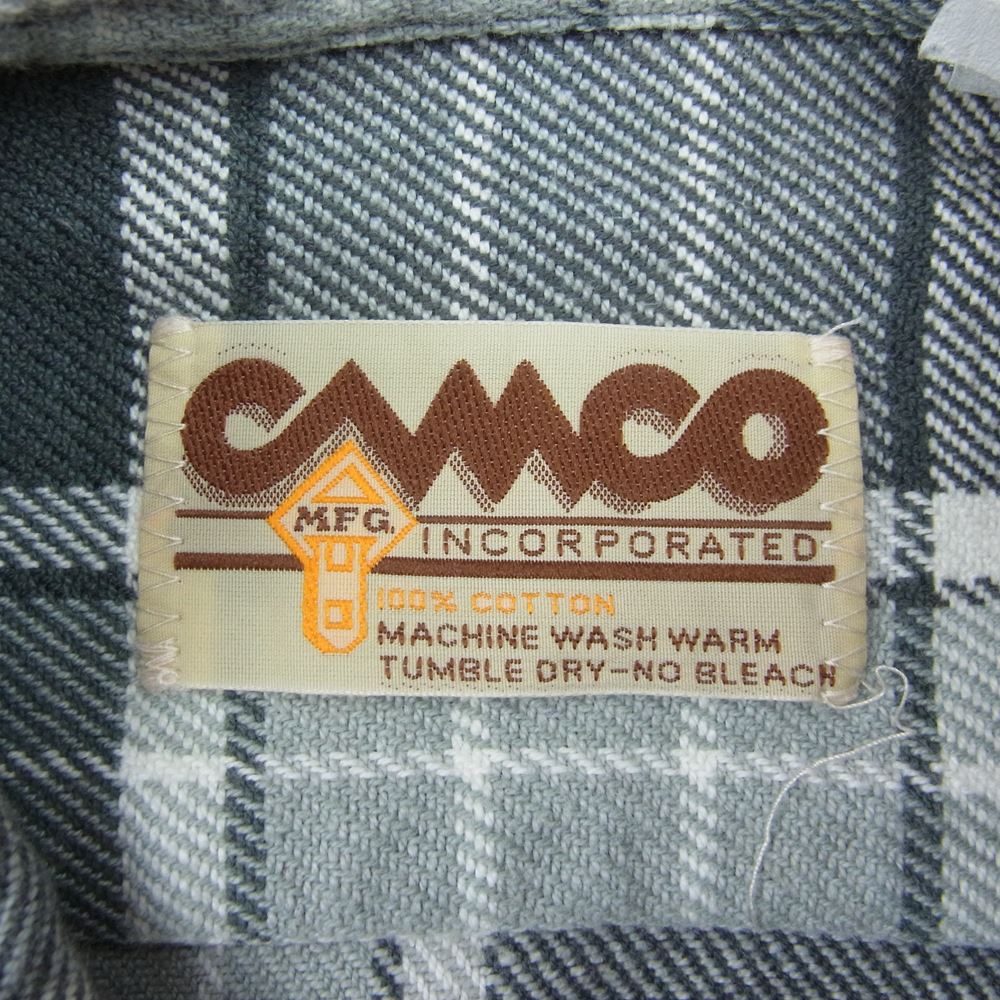 CAMCO
MFG. INCORPORATED
100% COTTON
MACHINE WASH WARM
TUMBLE DRY-NO BLEACH